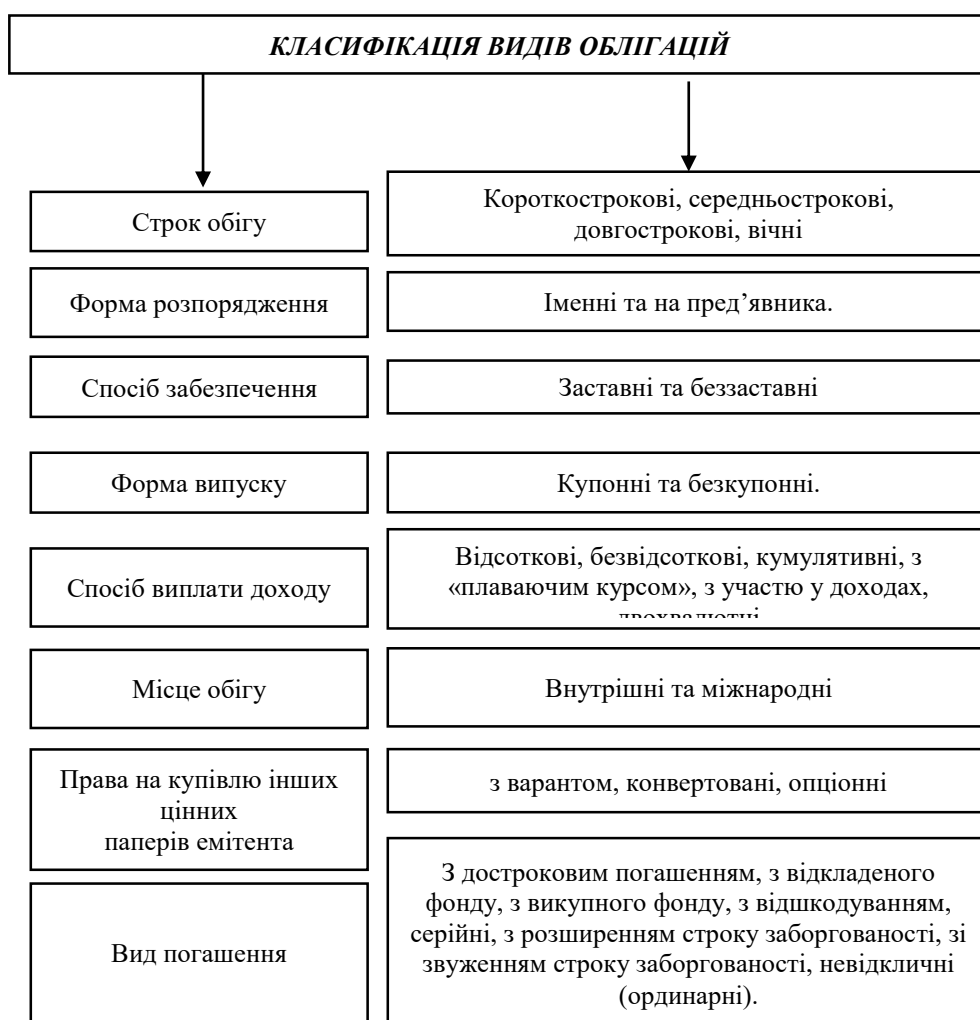 КЛАСИФІКАЦІЯ ВИДІВ ОБЛІГАЦІЙ
Строк обігу
Короткострокові, середньострокові,
довгострокові, вічні
Форма розпорядження
Іменні та на пред’явника.
Спосіб забезпечення
Заставні та беззаставні
Форма випуску
Купонні та безкупонні.
Спосіб виплати доходу
Відсоткові, безвідсоткові, кумулятивні, з
«плаваючим курсом», з участю у доходах,
двохвалютні
Місце обігу
Внутрішні та міжнародні
Права на купівлю інших
цінних
паперів емітента
з варантом, конвертовані, опціонні
Вид погашення
З достроковим погашенням, з відкладеного
фонду, з викупного фонду, з відшкодуванням,
серійні, з розширенням строку заборгованості, зі
звуженням строку заборгованості, невідкличні
(ординарні).